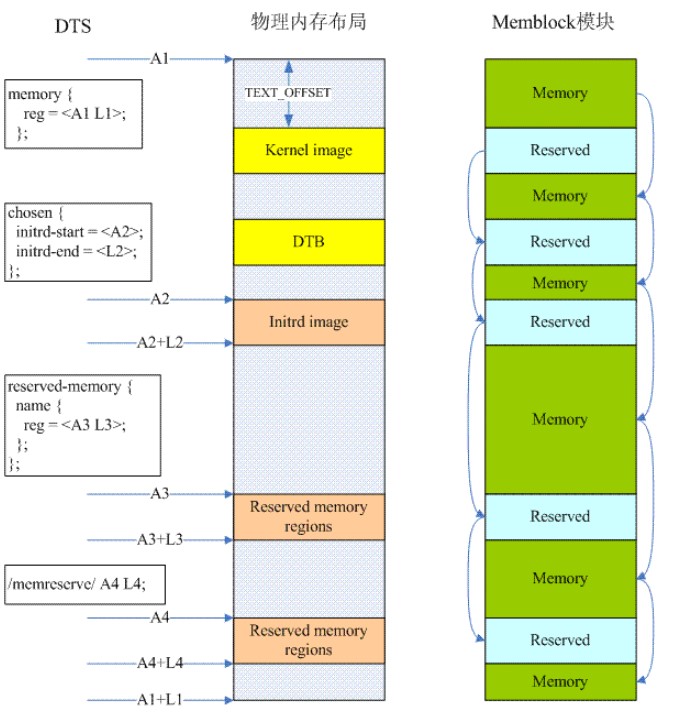 DTS
物理内存布局
Memblock模块
A1
memory {
reg = <A1 L1>;
};
TEXT_OFFSET
Kernel image
chosen {
initrd-start = <A2>;
initrd-end = <L2>;
};
DTB
A2
Initrd image
A2+L2
reserved-memory {
name {
reg = <A3 L3>;
};
};
A3
Reserved memory
regions
A3+L3
/memreserve/ A4 L4;
A4
Reserved memory
regions
A4+L4
A1+L1
Memory
Reserved
Memory
Reserved
Memory
Reserved
Memory
Reserved
Memory
Reserved
Memory